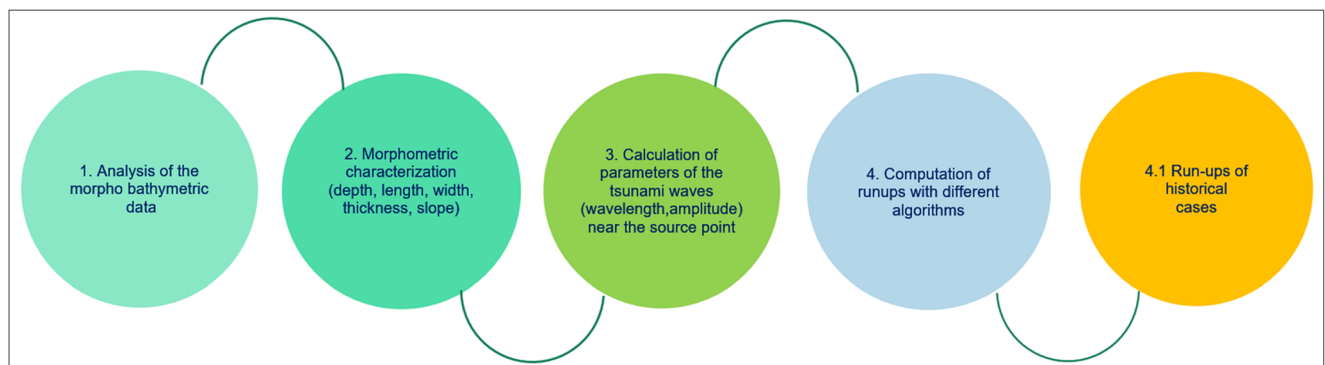 1. Analysis of the
morpho bathymetric
data
2. Morphometric
characterization
(depth, length, width,
thickness, slope)
3. Calculation of
parameters of the
tsunami waves
(wavelength,amplitude)
near the source point
4. Computation of
runups with different
algorithms
4.1 Run-ups of
historical
cases